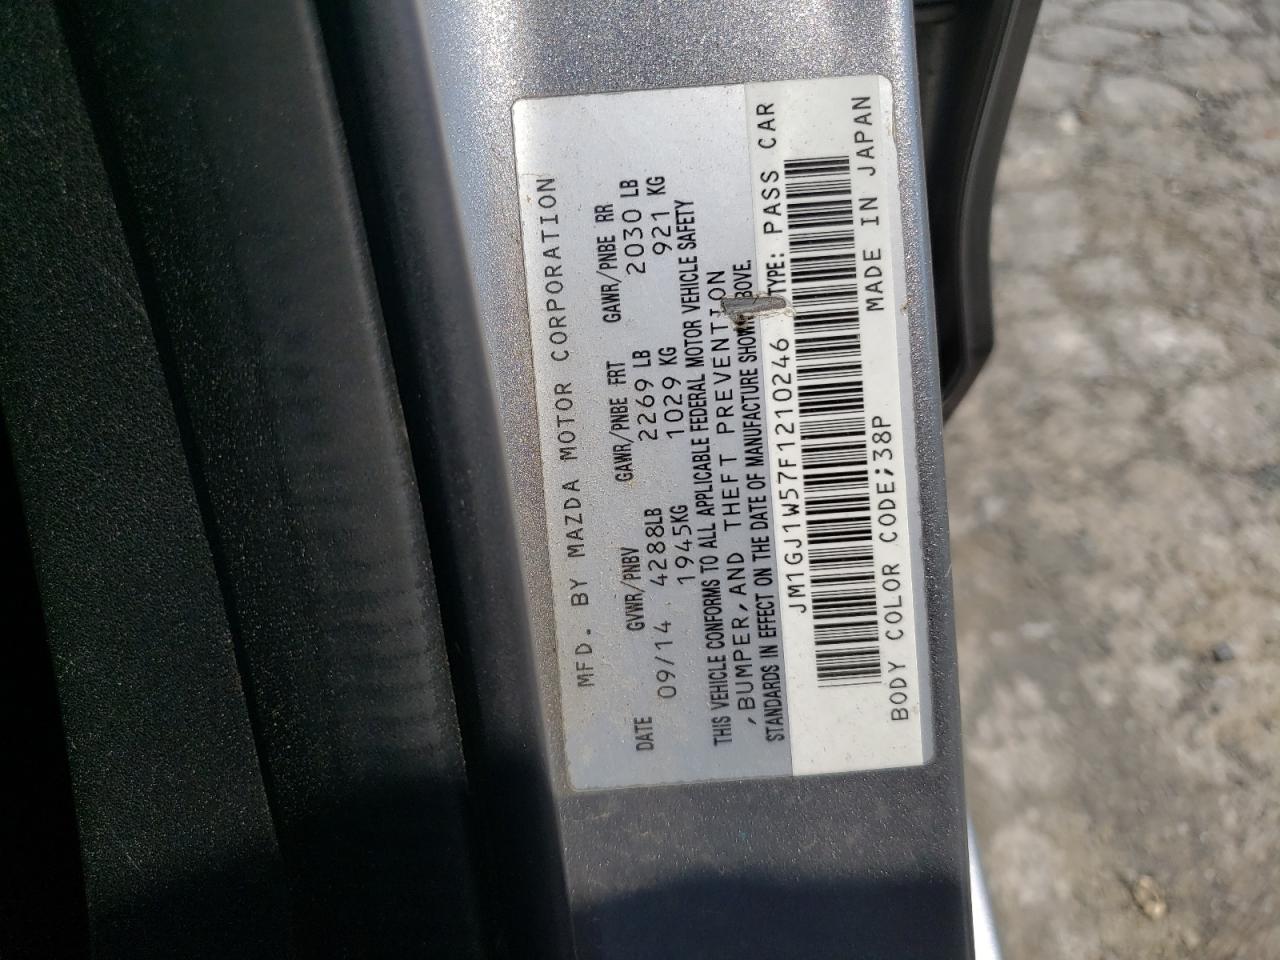 MFD. BY MAZDA MOTOR CORPORATION
DATE GVWR/PNBV GAWR/PNBE FRT GAWR/PNBE RR
09/14 4288LB 2269 LB 2030 LB
1945KG 1029 KG 921 KG
THIS VEHICLE CONFORMS TO ALL APPLICABLE FEDERAL MOTOR VEHICLE SAFETY
,BUMPER,AND THEFT PREVENTION
STANDARDS IN EFFECT ON THE DATE OF MANUFACTURE SHOWN ABOVE.
JM1GJ1W57F1210246 TYPE: PASS CAR
BODY COLOR CODE;38P MADE IN JAPAN